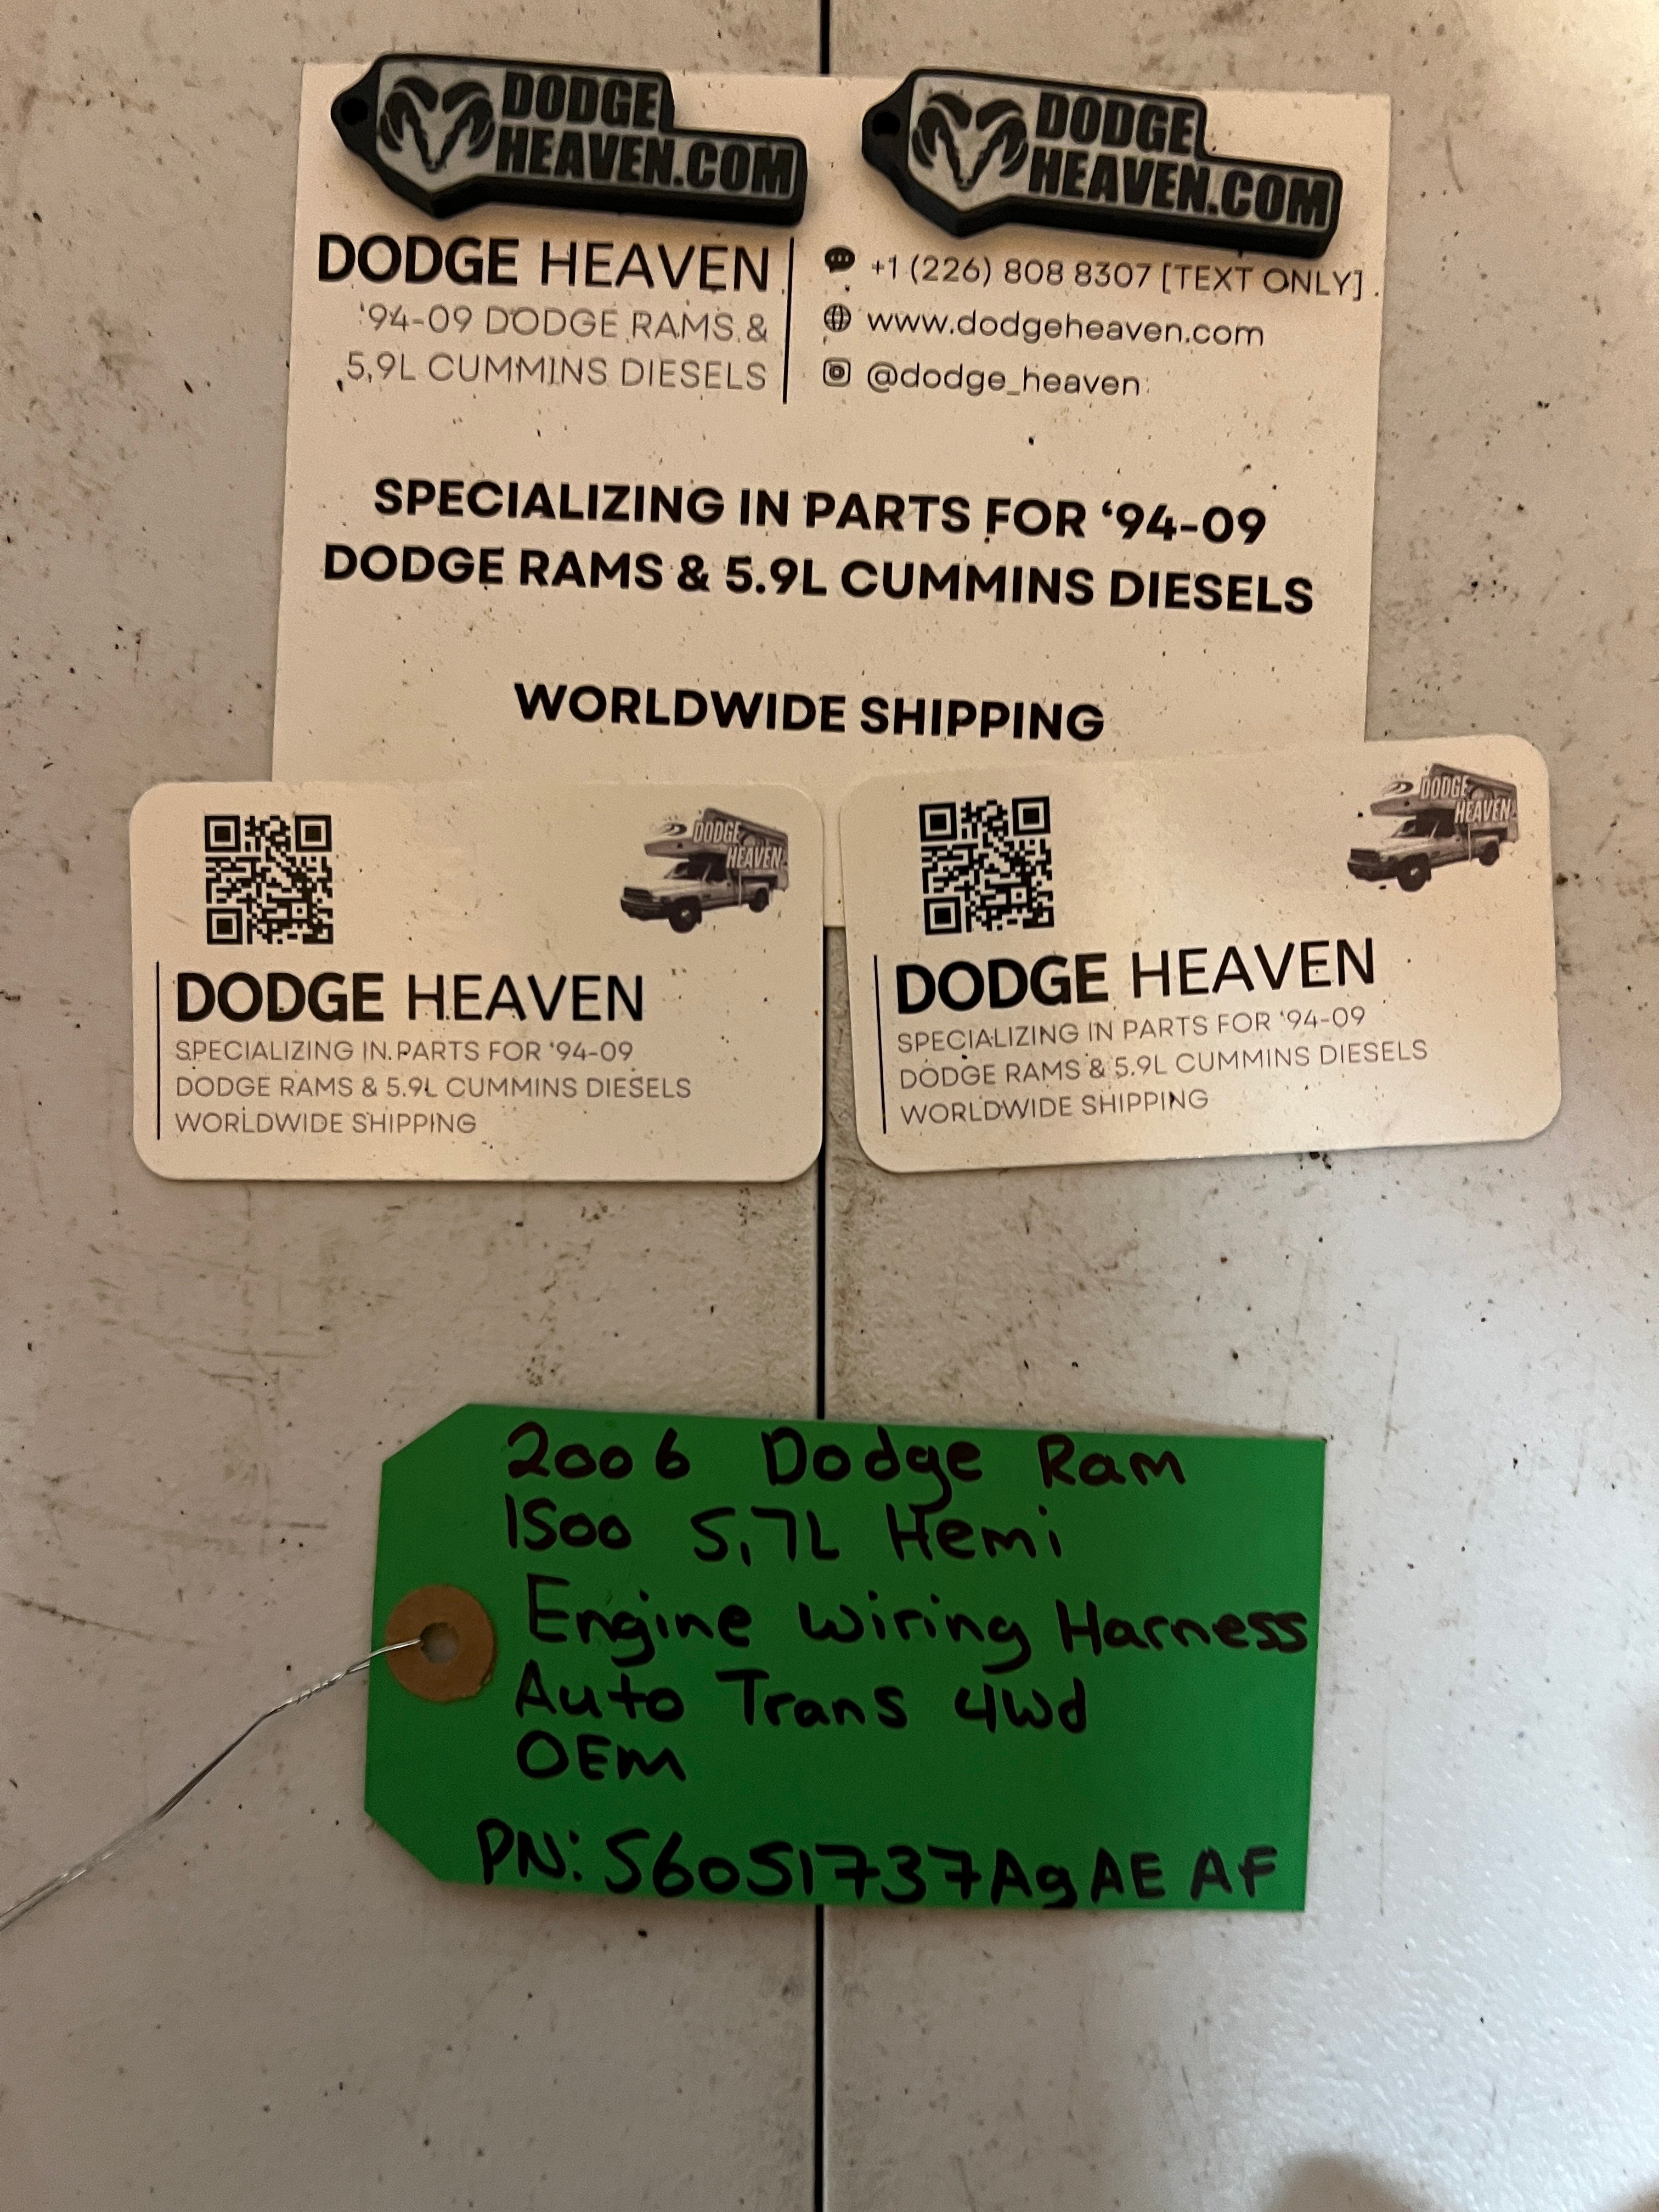 DODGE
HEAVEN.COM
DODGE
HEAVEN.COM
DODGE HEAVEN
'94-09 DODGE RAMS &
5.9L CUMMINS DIESELS
+1 (226) 808 8307 [TEXT ONLY]
www.dodgeheaven.com
@dodge_heaven
SPECIALIZING IN PARTS FOR '94-09
DODGE RAMS & 5.9L CUMMINS DIESELS
WORLDWIDE SHIPPING
DODGE
HEAVEN
DODGE HEAVEN
SPECIALIZING IN PARTS FOR '94-09
DODGE RAMS & 5.9L CUMMINS DIESELS
WORLDWIDE SHIPPING
DODGE
HEAVEN
DODGE HEAVEN
SPECIALIZING IN PARTS FOR '94-09
DODGE RAMS & 5.9L CUMMINS DIESELS
WORLDWIDE SHIPPING
2006 Dodge Ram
1500 5.7L Hemi
Engine Wiring Harness
Auto Trans 4wd
OEM
PN: 56051737Ag AE AF